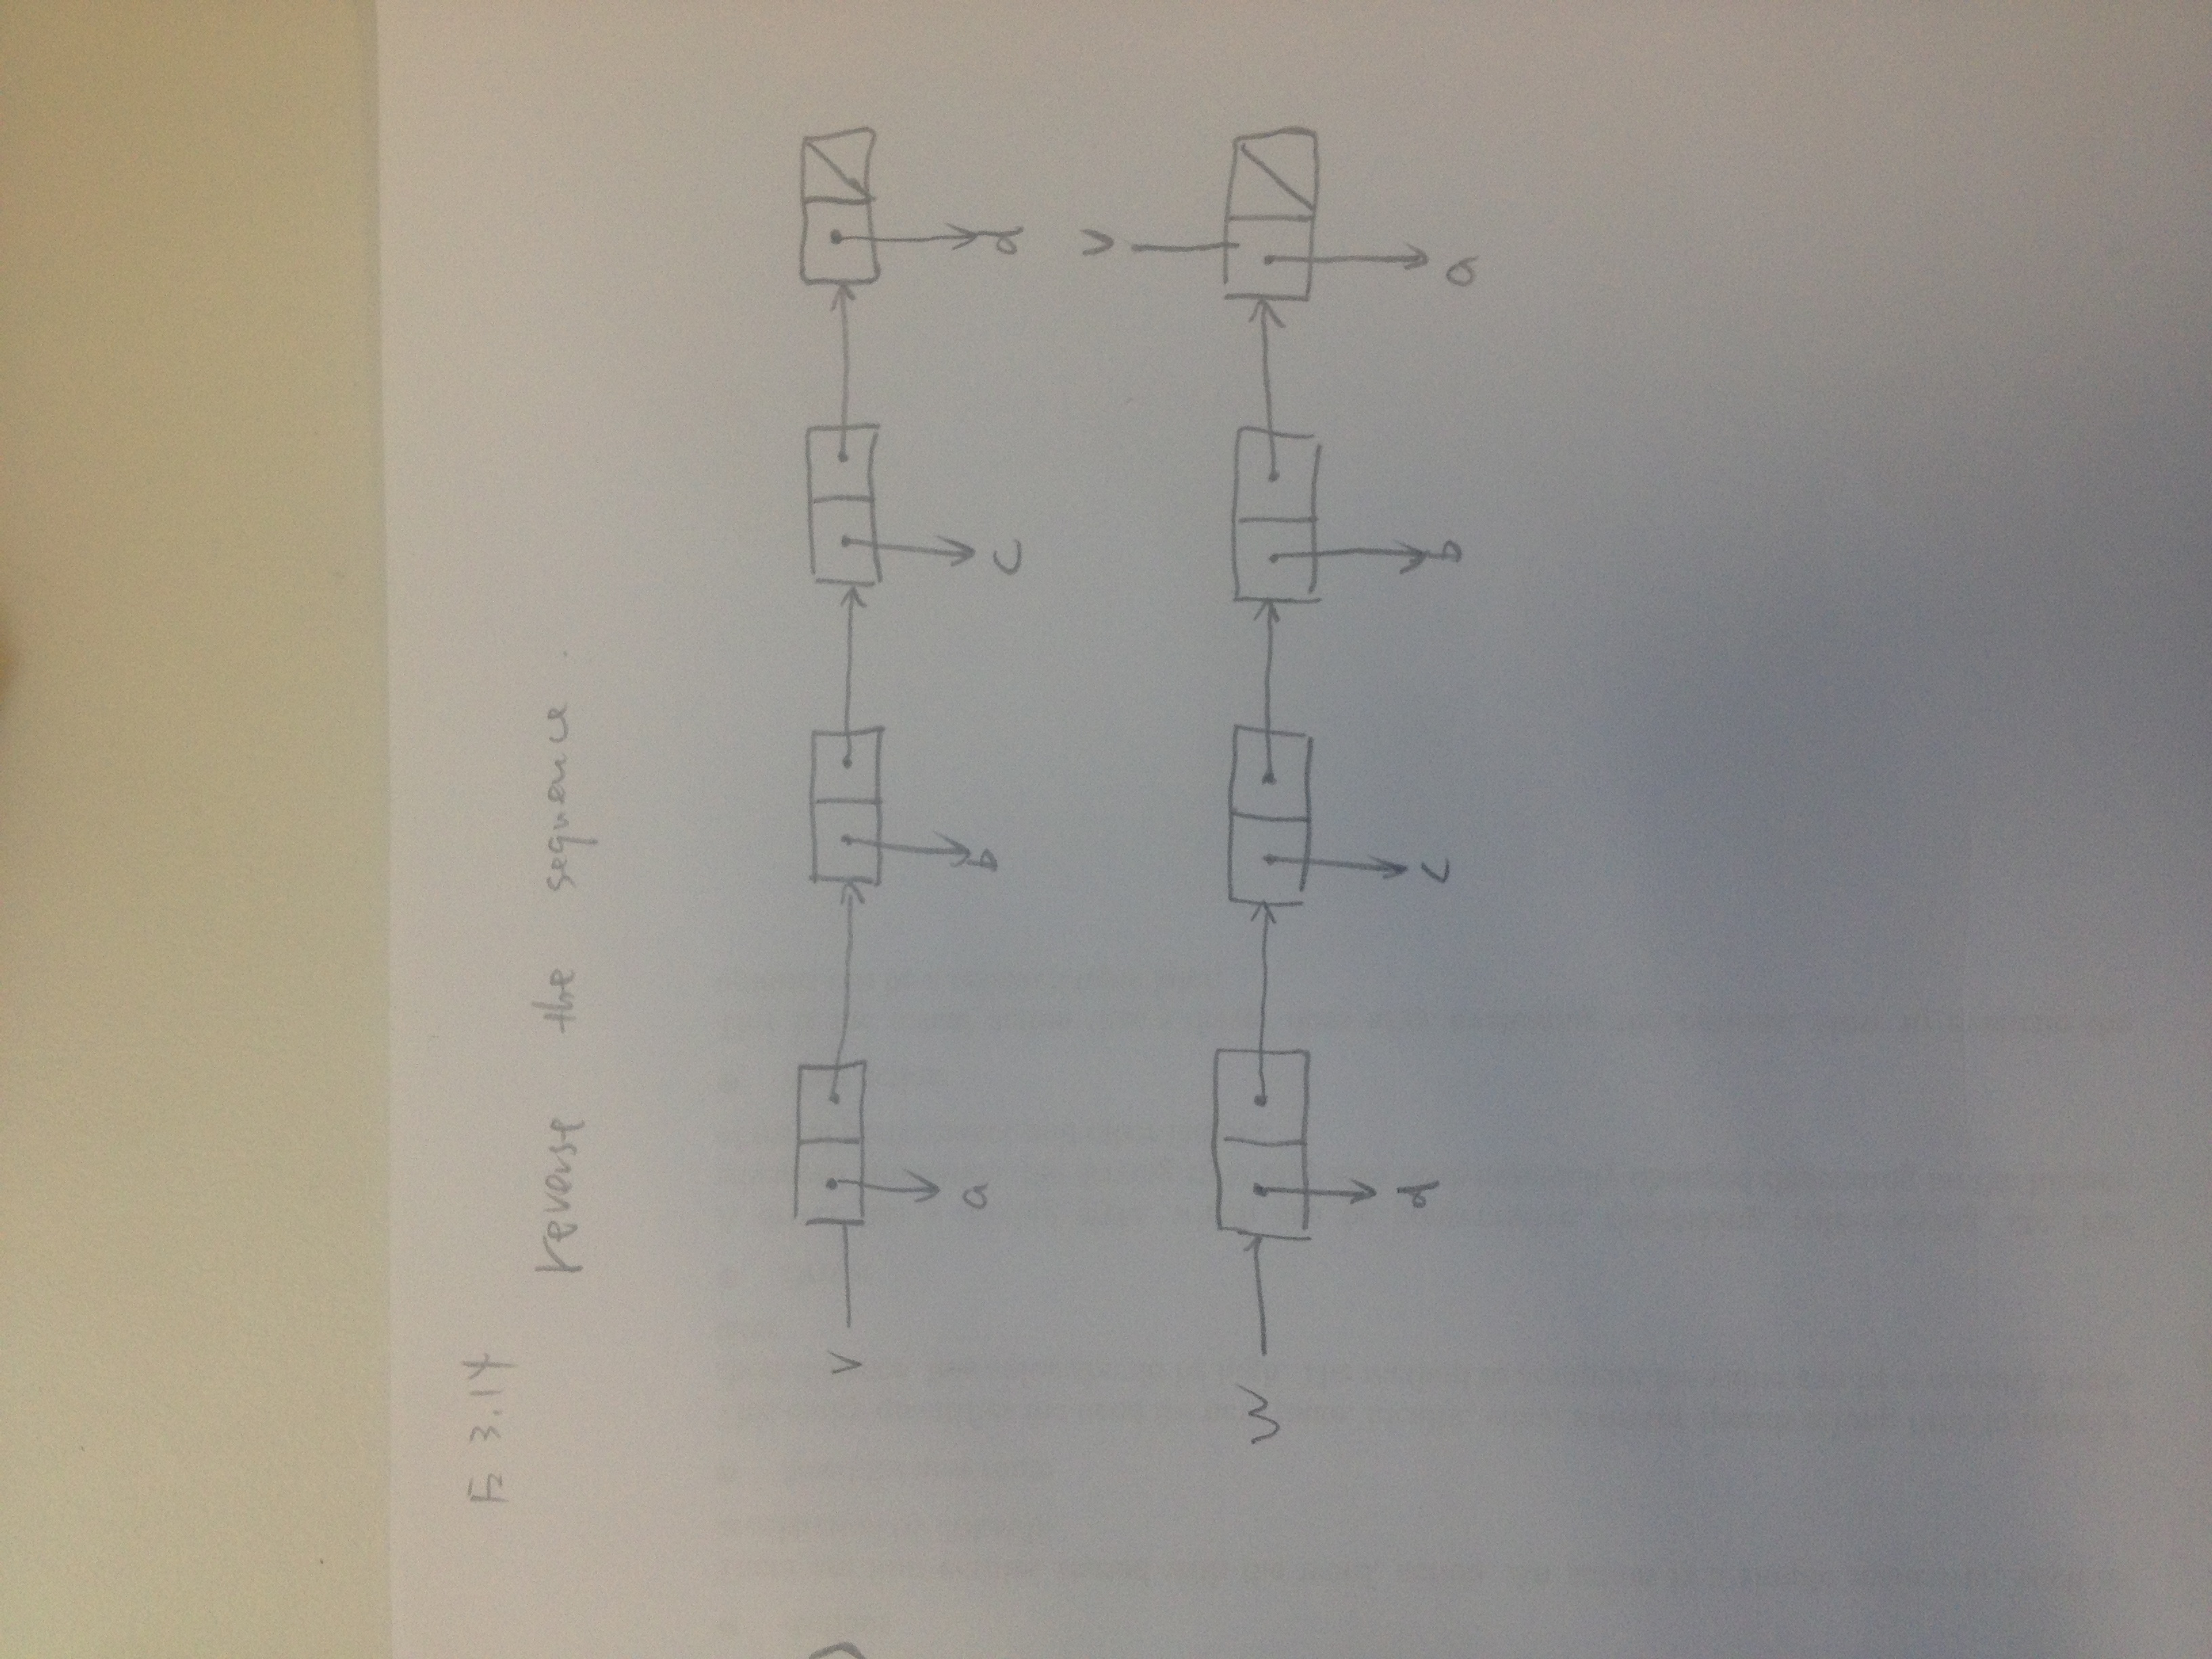 E 3.14
reverse the sequence.
v
a b c d
v
w
d c b a